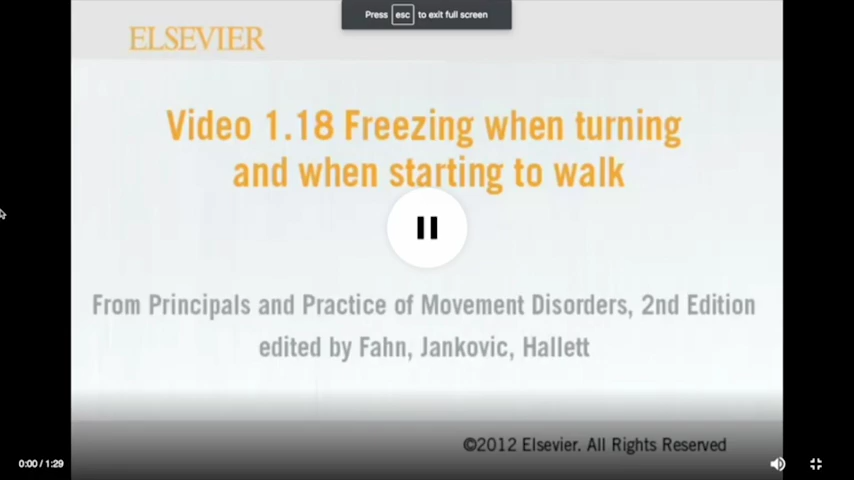 Press esc to exit full screen
ELSEVIER
Video 1.18 Freezing when turning
and when starting to walk
From Principals and Practice of Movement Disorders, 2nd Edition
edited by Fahn, Jankovic, Hallett
©2012 Elsevier. All Rights Reserved
0:00 / 1:29